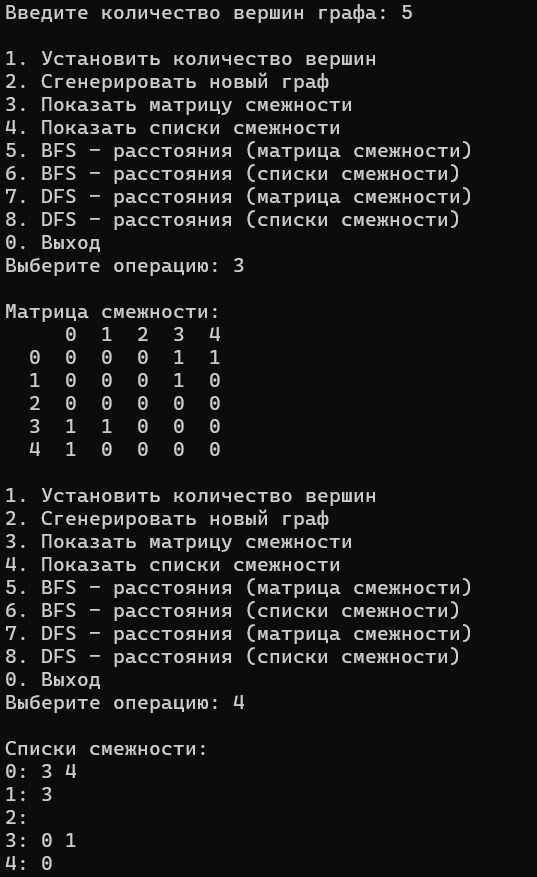 Введите количество вершин графа: 5

1. Установить количество вершин
2. Сгенерировать новый граф
3. Показать матрицу смежности
4. Показать списки смежности
5. BFS – расстояния (матрица смежности)
6. BFS – расстояния (списки смежности)
7. DFS – расстояния (матрица смежности)
8. DFS – расстояния (списки смежности)
0. Выход
Выберите операцию: 3

Матрица смежности:
     0  1  2  3  4
  0  0  0  0  1  1
  1  0  0  0  1  0
  2  0  0  0  0  0
  3  1  1  0  0  0
  4  1  0  0  0  0

1. Установить количество вершин
2. Сгенерировать новый граф
3. Показать матрицу смежности
4. Показать списки смежности
5. BFS – расстояния (матрица смежности)
6. BFS – расстояния (списки смежности)
7. DFS – расстояния (матрица смежности)
8. DFS – расстояния (списки смежности)
0. Выход
Выберите операцию: 4

Списки смежности:
0: 3 4
1: 3
2:
3: 0 1
4: 0